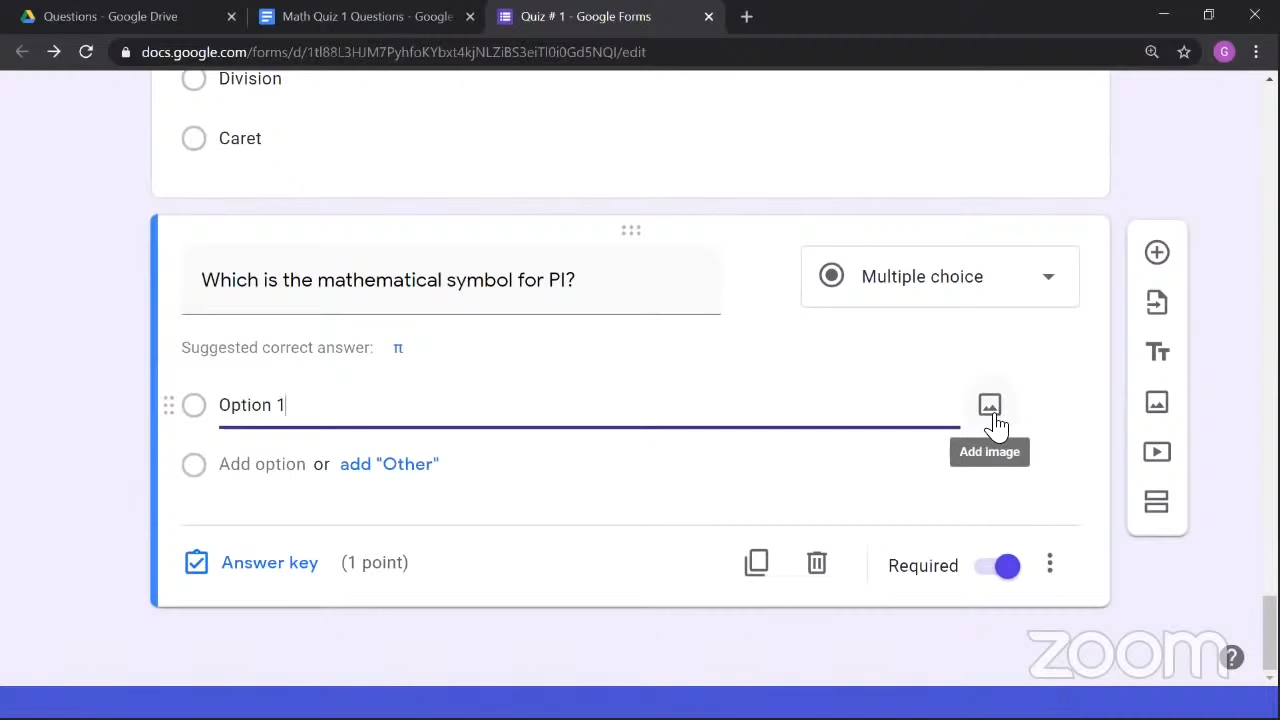 Questions - Google Drive
Math Quiz 1 Questions - Google
Quiz # 1 - Google Forms
docs.google.com/forms/d/1tl88L3HJM7PyhfoKYbxt4kjNLZiBS3eiTl0i0Gd5NQI/edit
G
Division
Caret
Which is the mathematical symbol for PI?
Multiple choice
Suggested correct answer: π
Option 1
Add image
Add option or add "Other"
Answer key (1 point)
Required
zoom